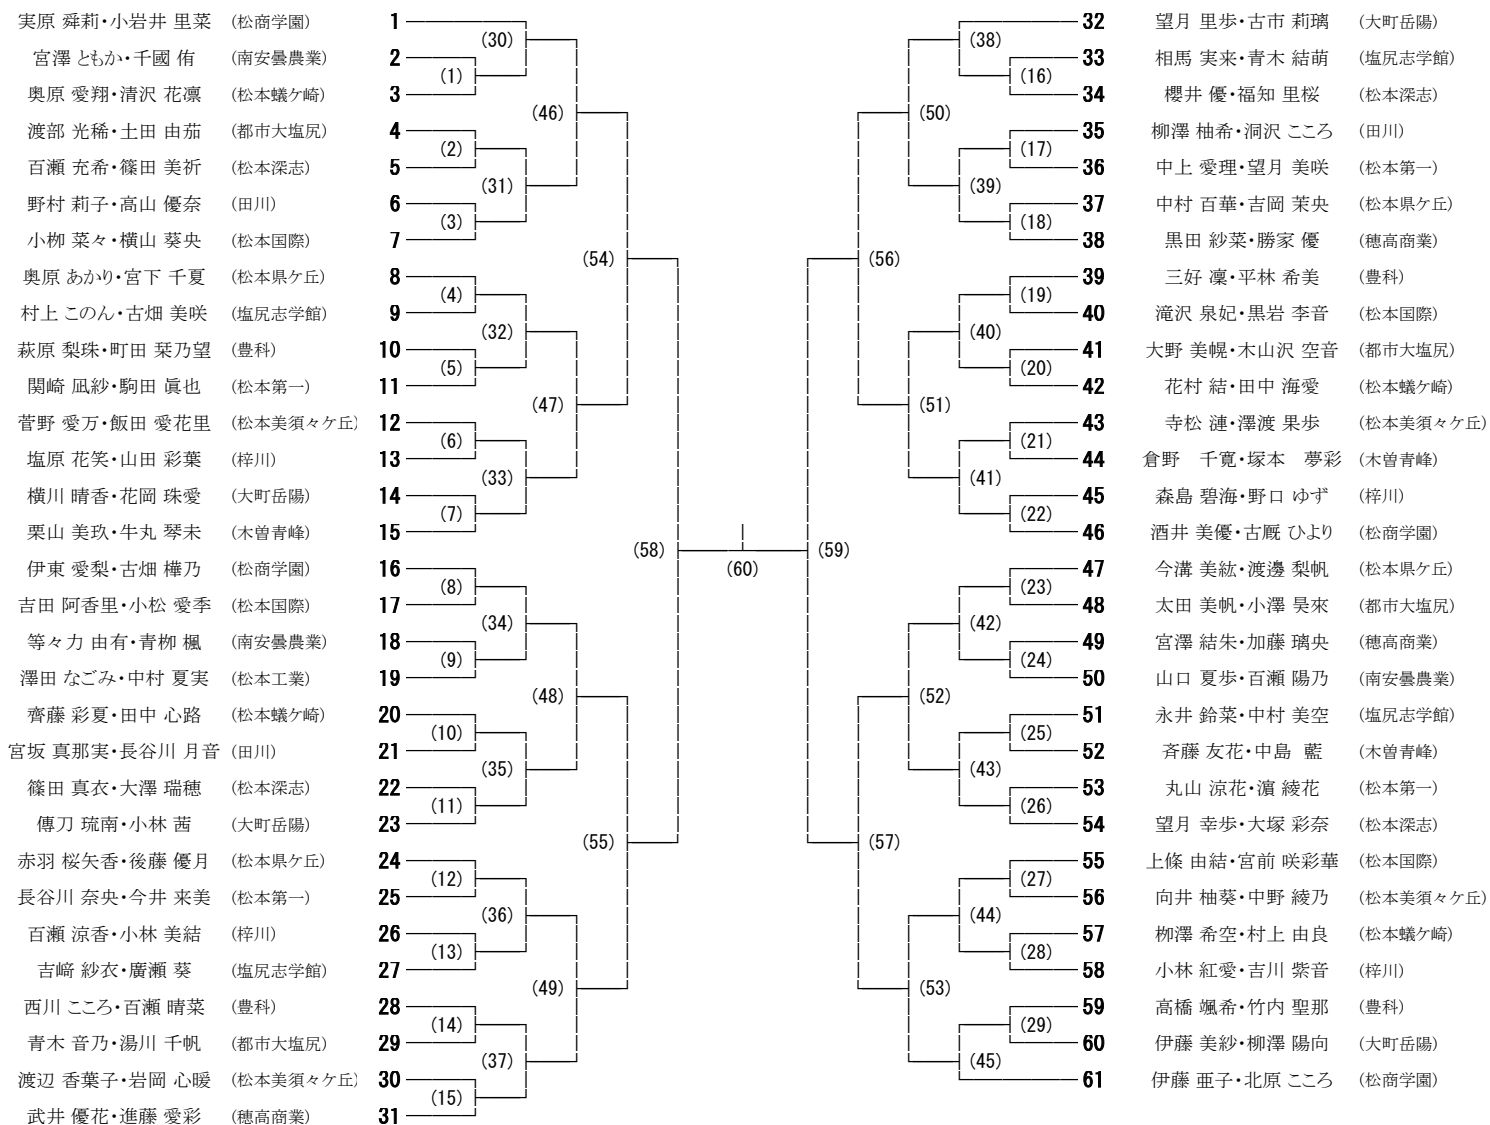 実原 舜莉・小岩井 里菜 (松商学園) 1
宮澤 ともか・千國 侑 (南安曇農業) 2
奥原 愛翔・清沢 花凛 (松本蟻ケ崎) 3
渡部 光稀・土田 由茄 (都市大塩尻) 4
百瀬 充希・篠田 美祈 (松本深志) 5
野村 莉子・高山 優奈 (田川) 6
小栁 菜々・横山 葵央 (松本国際) 7
奥原 あかり・宮下 千夏 (松本県ケ丘) 8
村上 このん・古畑 美咲 (塩尻志学館) 9
萩原 梨珠・町田 栞乃望 (豊科) 10
関崎 凪紗・駒田 眞也 (松本第一) 11
菅野 愛万・飯田 愛花里 (松本美須々ケ丘) 12
塩原 花笑・山田 彩葉 (梓川) 13
横川 晴香・花岡 珠愛 (大町岳陽) 14
栗山 美玖・牛丸 琴未 (木曽青峰) 15
伊東 愛梨・古畑 樺乃 (松商学園) 16
吉田 阿香里・小松 愛季 (松本国際) 17
等々力 由有・青栁 楓 (南安曇農業) 18
澤田 なごみ・中村 夏実 (松本工業) 19
齊藤 彩夏・田中 心路 (松本蟻ケ崎) 20
宮坂 真那実・長谷川 月音 (田川) 21
篠田 真衣・大澤 瑞穂 (松本深志) 22
傳刀 琉南・小林 茜 (大町岳陽) 23
赤羽 桜矢香・後藤 優月 (松本県ケ丘) 24
長谷川 奈央・今井 来美 (松本第一) 25
百瀬 涼香・小林 美結 (梓川) 26
吉﨑 紗衣・廣瀬 葵 (塩尻志学館) 27
西川 こころ・百瀬 晴菜 (豊科) 28
青木 音乃・湯川 千帆 (都市大塩尻) 29
渡辺 香葉子・岩岡 心暖 (松本美須々ケ丘) 30
武井 優花・進藤 愛彩 (穂高商業) 31
(1)
(2)
(3)
(4)
(5)
(6)
(7)
(8)
(9)
(10)
(11)
(12)
(13)
(14)
(15)
(30)
(31)
(32)
(33)
(34)
(35)
(36)
(37)
(46)
(47)
(48)
(49)
(54)
(55)
(58)
(60)
(59)
(56)
(57)
(50)
(51)
(52)
(53)
(38)
(39)
(40)
(41)
(42)
(43)
(44)
(45)
(16)
(17)
(18)
(19)
(20)
(21)
(22)
(23)
(24)
(25)
(26)
(27)
(28)
(29)
32 望月 里歩・古市 莉璃 (大町岳陽)
33 相馬 実来・青木 結萌 (塩尻志学館)
34 櫻井 優・福知 里桜 (松本深志)
35 柳澤 柚希・洞沢 こころ (田川)
36 中上 愛理・望月 美咲 (松本第一)
37 中村 百華・吉岡 茉央 (松本県ケ丘)
38 黒田 紗菜・勝家 優 (穂高商業)
39 三好 凜・平林 希美 (豊科)
40 滝沢 泉妃・黒岩 李音 (松本国際)
41 大野 美幌・木山沢 空音 (都市大塩尻)
42 花村 結・田中 海愛 (松本蟻ケ崎)
43 寺松 漣・澤渡 果歩 (松本美須々ケ丘)
44 倉野　千寛・塚本　夢彩 (木曽青峰)
45 森島 碧海・野口 ゆず (梓川)
46 酒井 美優・古厩 ひより (松商学園)
47 今溝 美紘・渡邊 梨帆 (松本県ケ丘)
48 太田 美帆・小澤 昊來 (都市大塩尻)
49 宮澤 結朱・加藤 璃央 (穂高商業)
50 山口 夏歩・百瀬 陽乃 (南安曇農業)
51 永井 鈴菜・中村 美空 (塩尻志学館)
52 斉藤 友花・中島　藍 (木曽青峰)
53 丸山 涼花・濵 綾花 (松本第一)
54 望月 幸歩・大塚 彩奈 (松本深志)
55 上條 由結・宮前 咲彩華 (松本国際)
56 向井 柚葵・中野 綾乃 (松本美須々ケ丘)
57 栁澤 希空・村上 由良 (松本蟻ケ崎)
58 小林 紅愛・吉川 紫音 (梓川)
59 高橋 颯希・竹内 聖那 (豊科)
60 伊藤 美紗・柳澤 陽向 (大町岳陽)
61 伊藤 亜子・北原 こころ (松商学園)